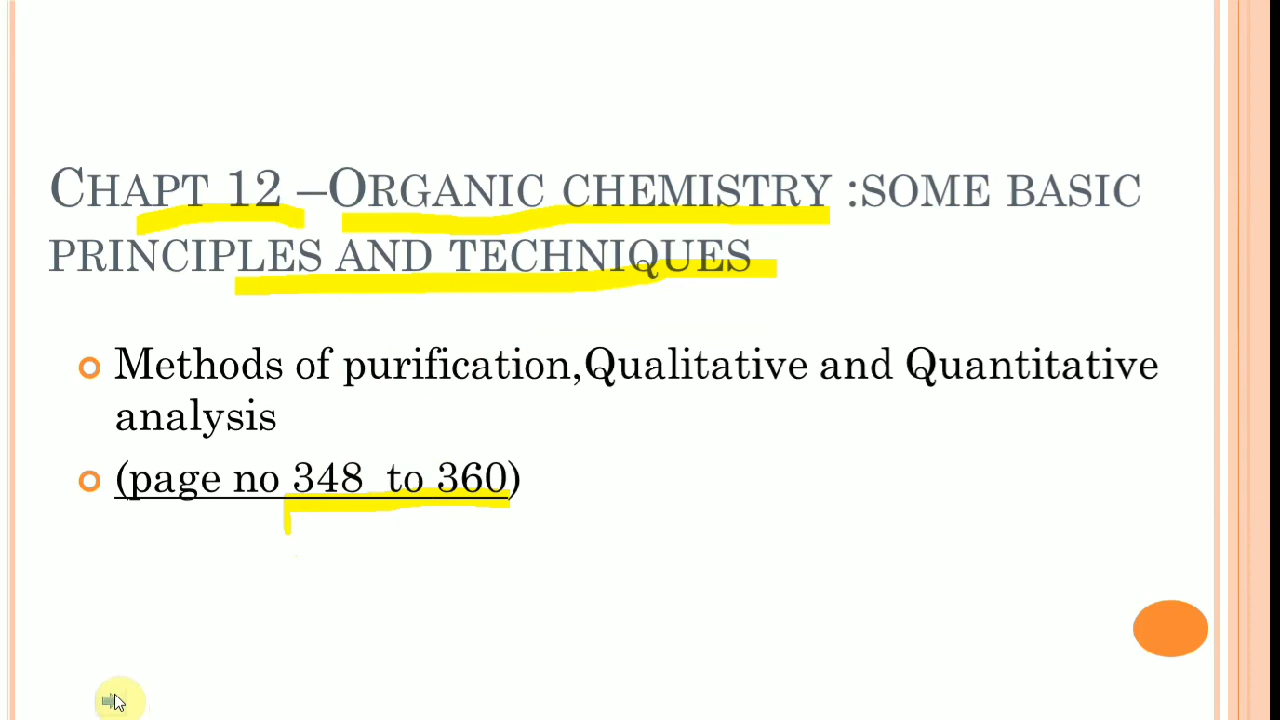 CHAPT 12 –ORGANIC CHEMISTRY :SOME BASIC
PRINCIPLES AND TECHNIQUES
Methods of purification,Qualitative and Quantitative
analysis
(page no 348 to 360)